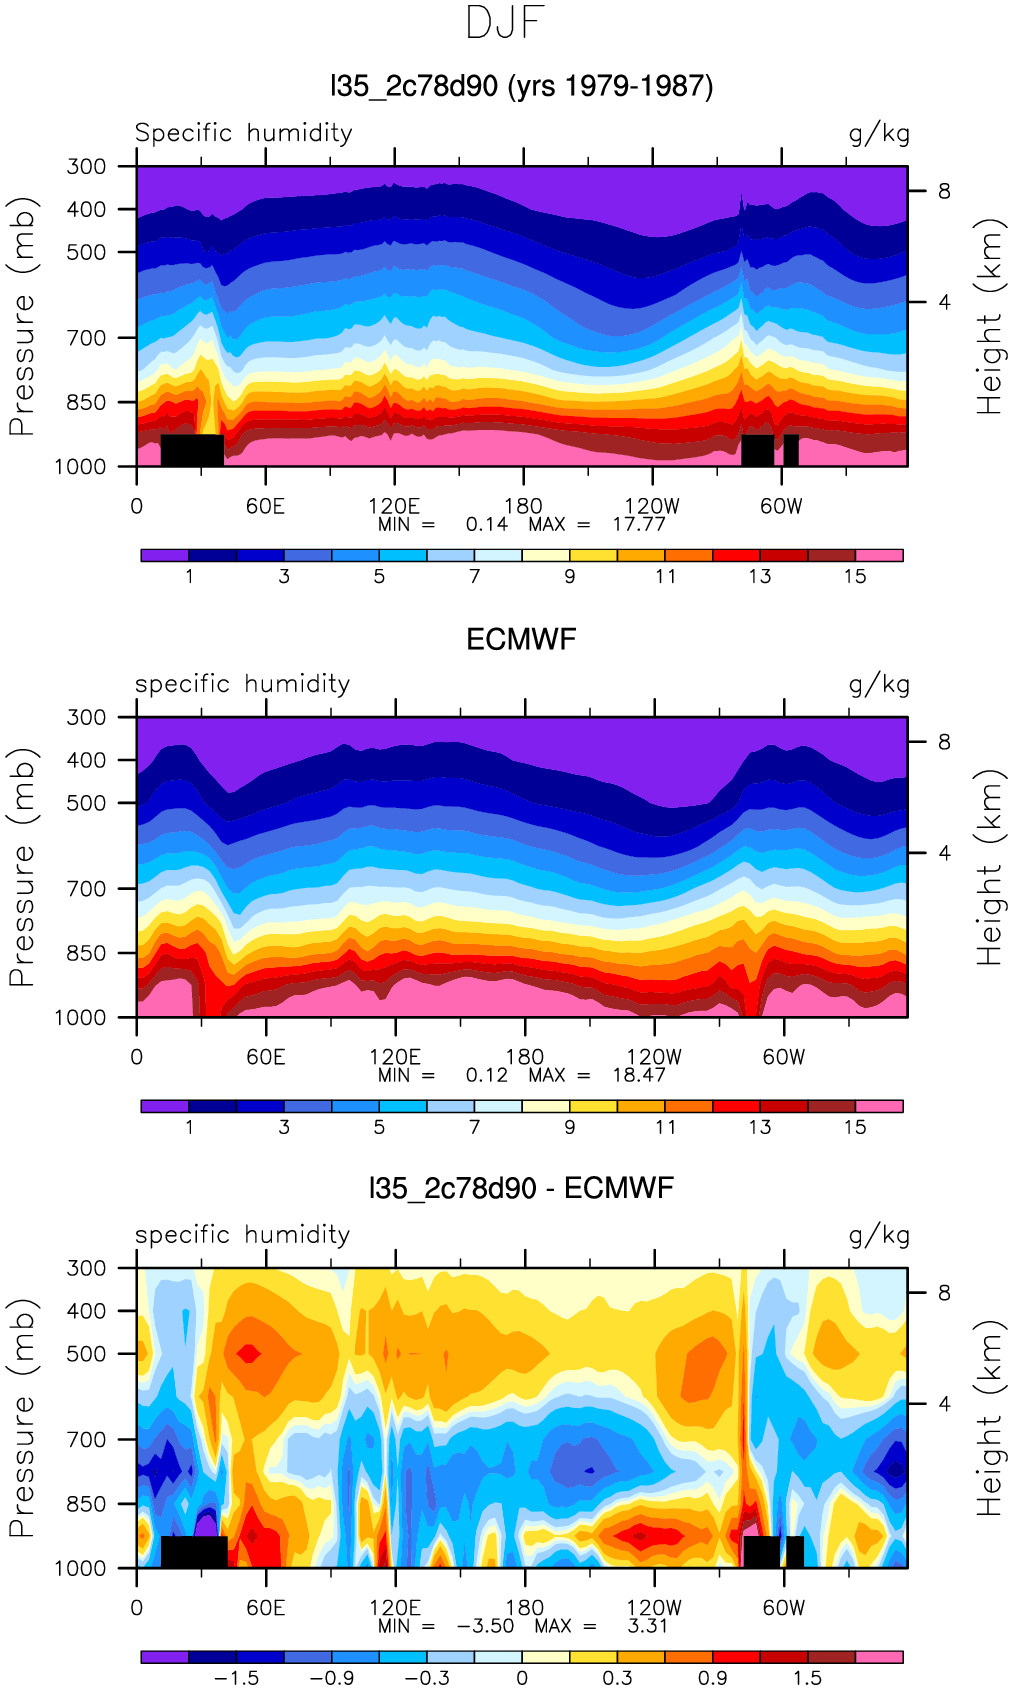 DJF
l35_2c78d90 (yrs 1979-1987)
Specific humidity g/kg
Pressure (mb)
300
400
500
700
850
1000
8
4
Height (km)
0 60E 120E 180 120W 60W
MIN = 0.14 MAX = 17.77
1 3 5 7 9 11 13 15
ECMWF
specific humidity g/kg
Pressure (mb)
300
400
500
700
850
1000
8
4
Height (km)
0 60E 120E 180 120W 60W
MIN = 0.12 MAX = 18.47
1 3 5 7 9 11 13 15
l35_2c78d90 - ECMWF
specific humidity g/kg
Pressure (mb)
300
400
500
700
850
1000
8
4
Height (km)
0 60E 120E 180 120W 60W
MIN = −3.50 MAX = 3.31
−1.5 −0.9 −0.3 0 0.3 0.9 1.5